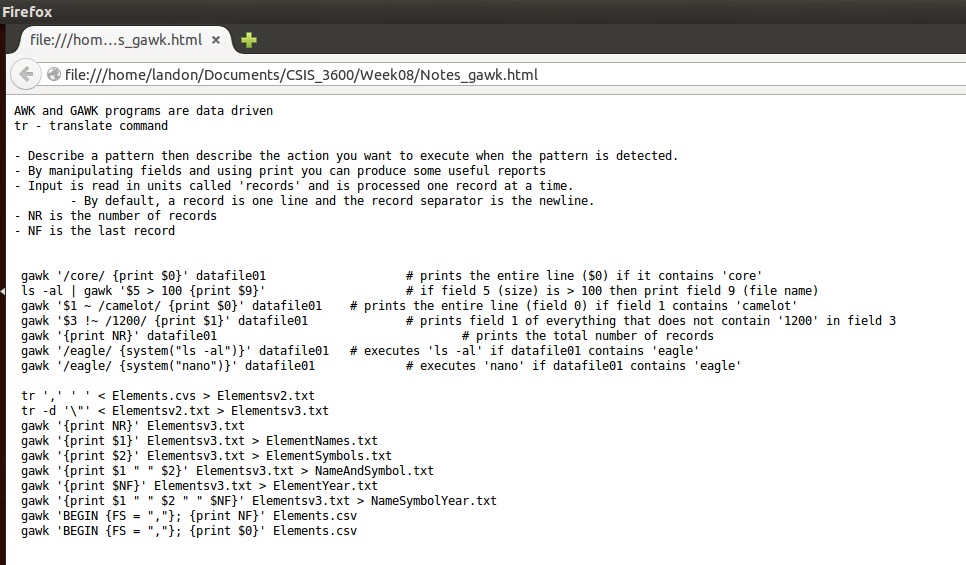 Firefox
file:///hom...s_gawk.html
file:///home/landon/Documents/CSIS_3600/Week08/Notes_gawk.html
AWK and GAWK programs are data driven
tr - translate command
- Describe a pattern then describe the action you want to execute when the pattern is detected.
- By manipulating fields and using print you can produce some useful reports
- Input is read in units called 'records' and is processed one record at a time.
- By default, a record is one line and the record separator is the newline.
- NR is the number of records
- NF is the last record
gawk '/core/ {print $0}' datafile01 # prints the entire line ($0) if it contains 'core'
ls -al | gawk '$5 > 100 {print $9}' # if field 5 (size) is > 100 then print field 9 (file name)
gawk '$1 ~ /camelot/ {print $0}' datafile01 # prints the entire line (field 0) if field 1 contains 'camelot'
gawk '$3 !~ /1200/ {print $1}' datafile01 # prints field 1 of everything that does not contain '1200' in field 3
gawk '{print NR}' datafile01 # prints the total number of records
gawk '/eagle/ {system("ls -al")}' datafile01 # executes 'ls -al' if datafile01 contains 'eagle'
gawk '/eagle/ {system("nano")}' datafile01 # executes 'nano' if datafile01 contains 'eagle'
tr ',' ' ' < Elements.cvs > Elementsv2.txt
tr -d '\"' < Elementsv2.txt > Elementsv3.txt
gawk '{print NR}' Elementsv3.txt
gawk '{print $1}' Elementsv3.txt > ElementNames.txt
gawk '{print $2}' Elementsv3.txt > ElementSymbols.txt
gawk '{print $1 " " $2}' Elementsv3.txt > NameAndSymbol.txt
gawk '{print $NF}' Elementsv3.txt > ElementYear.txt
gawk '{print $1 " " $2 " " $NF}' Elementsv3.txt > NameSymbolYear.txt
gawk 'BEGIN {FS = ","}; {print NF}' Elements.csv
gawk 'BEGIN {FS = ","}; {print $0}' Elements.csv